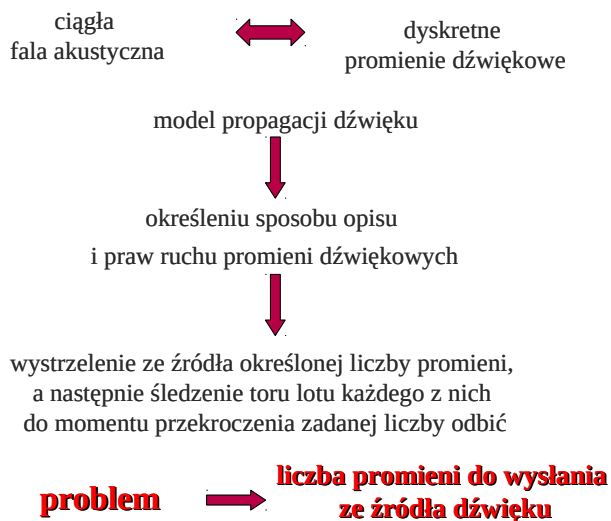 ciągła
fala akustyczna
dyskretne
promienie dźwiękowe
model propagacji dźwięku
określeniu sposobu opisu
i praw ruchu promieni dźwiękowych
wystrzelenie ze źródła określonej liczby promieni,
a następnie śledzenie toru lotu każdego z nich
do momentu przekroczenia zadanej liczby odbić
problem
liczba promieni do wysłania
ze źródła dźwięku